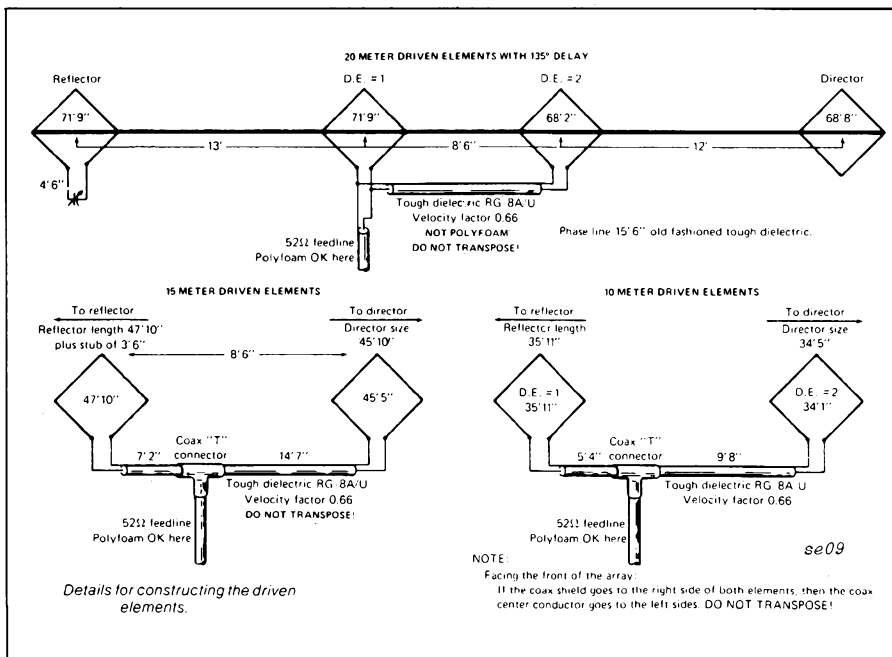 20 METER DRIVEN ELEMENTS WITH 135° DELAY
Reflector
D.E. =1
D.E. =2
Director
71'9"
71'9"
68'2"
68'8"
13'
8'6"
12'
4'6"
Tough dielectric RG 8A/U
Velocity factor 0.66
NOT POLYFOAM
DO NOT TRANSPOSE!
52Ω feedline
Polyfoam OK here
Phase line 15'6" old fashioned tough dielectric.
15 METER DRIVEN ELEMENTS
To reflector
Reflector length 47'10"
plus stub of 3'6"
To director
Director size
45'10"
8'6"
47'10"
45'5"
7'2"
Coax "T"
connector
14'7"
Tough dielectric RG 8A/U
Velocity factor 0.66
DO NOT TRANSPOSE!
52Ω feedline
Polyfoam OK here
Details for constructing the driven
elements.
10 METER DRIVEN ELEMENTS
To reflector
Reflector length
35'11"
To director
Director size
34'5"
D.E. =1
35'11"
D.E. =2
34'1"
5'4"
Coax "T"
connector
9'8"
Tough dielectric RG 8A U
Velocity factor 0.66
52Ω feedline
Polyfoam OK here
se09
NOTE:
Facing the front of the array:
If the coax shield goes to the right side of both elements, then the coax
center conductor goes to the left sides. DO NOT TRANSPOSE!